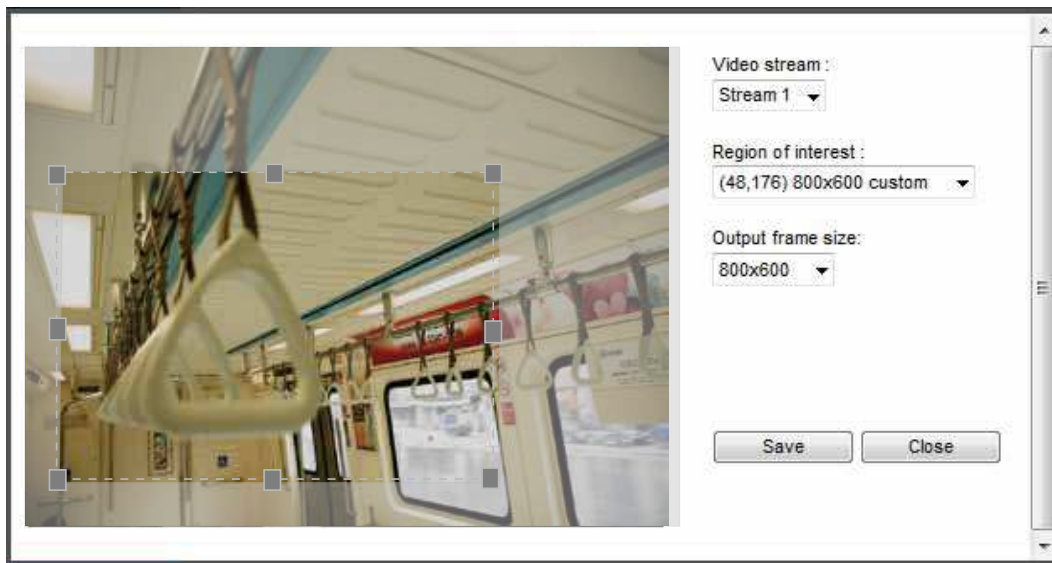 Video stream :
Stream 1
Region of interest :
(48,176) 800x600 custom
Output frame size:
800x600
Save
Close